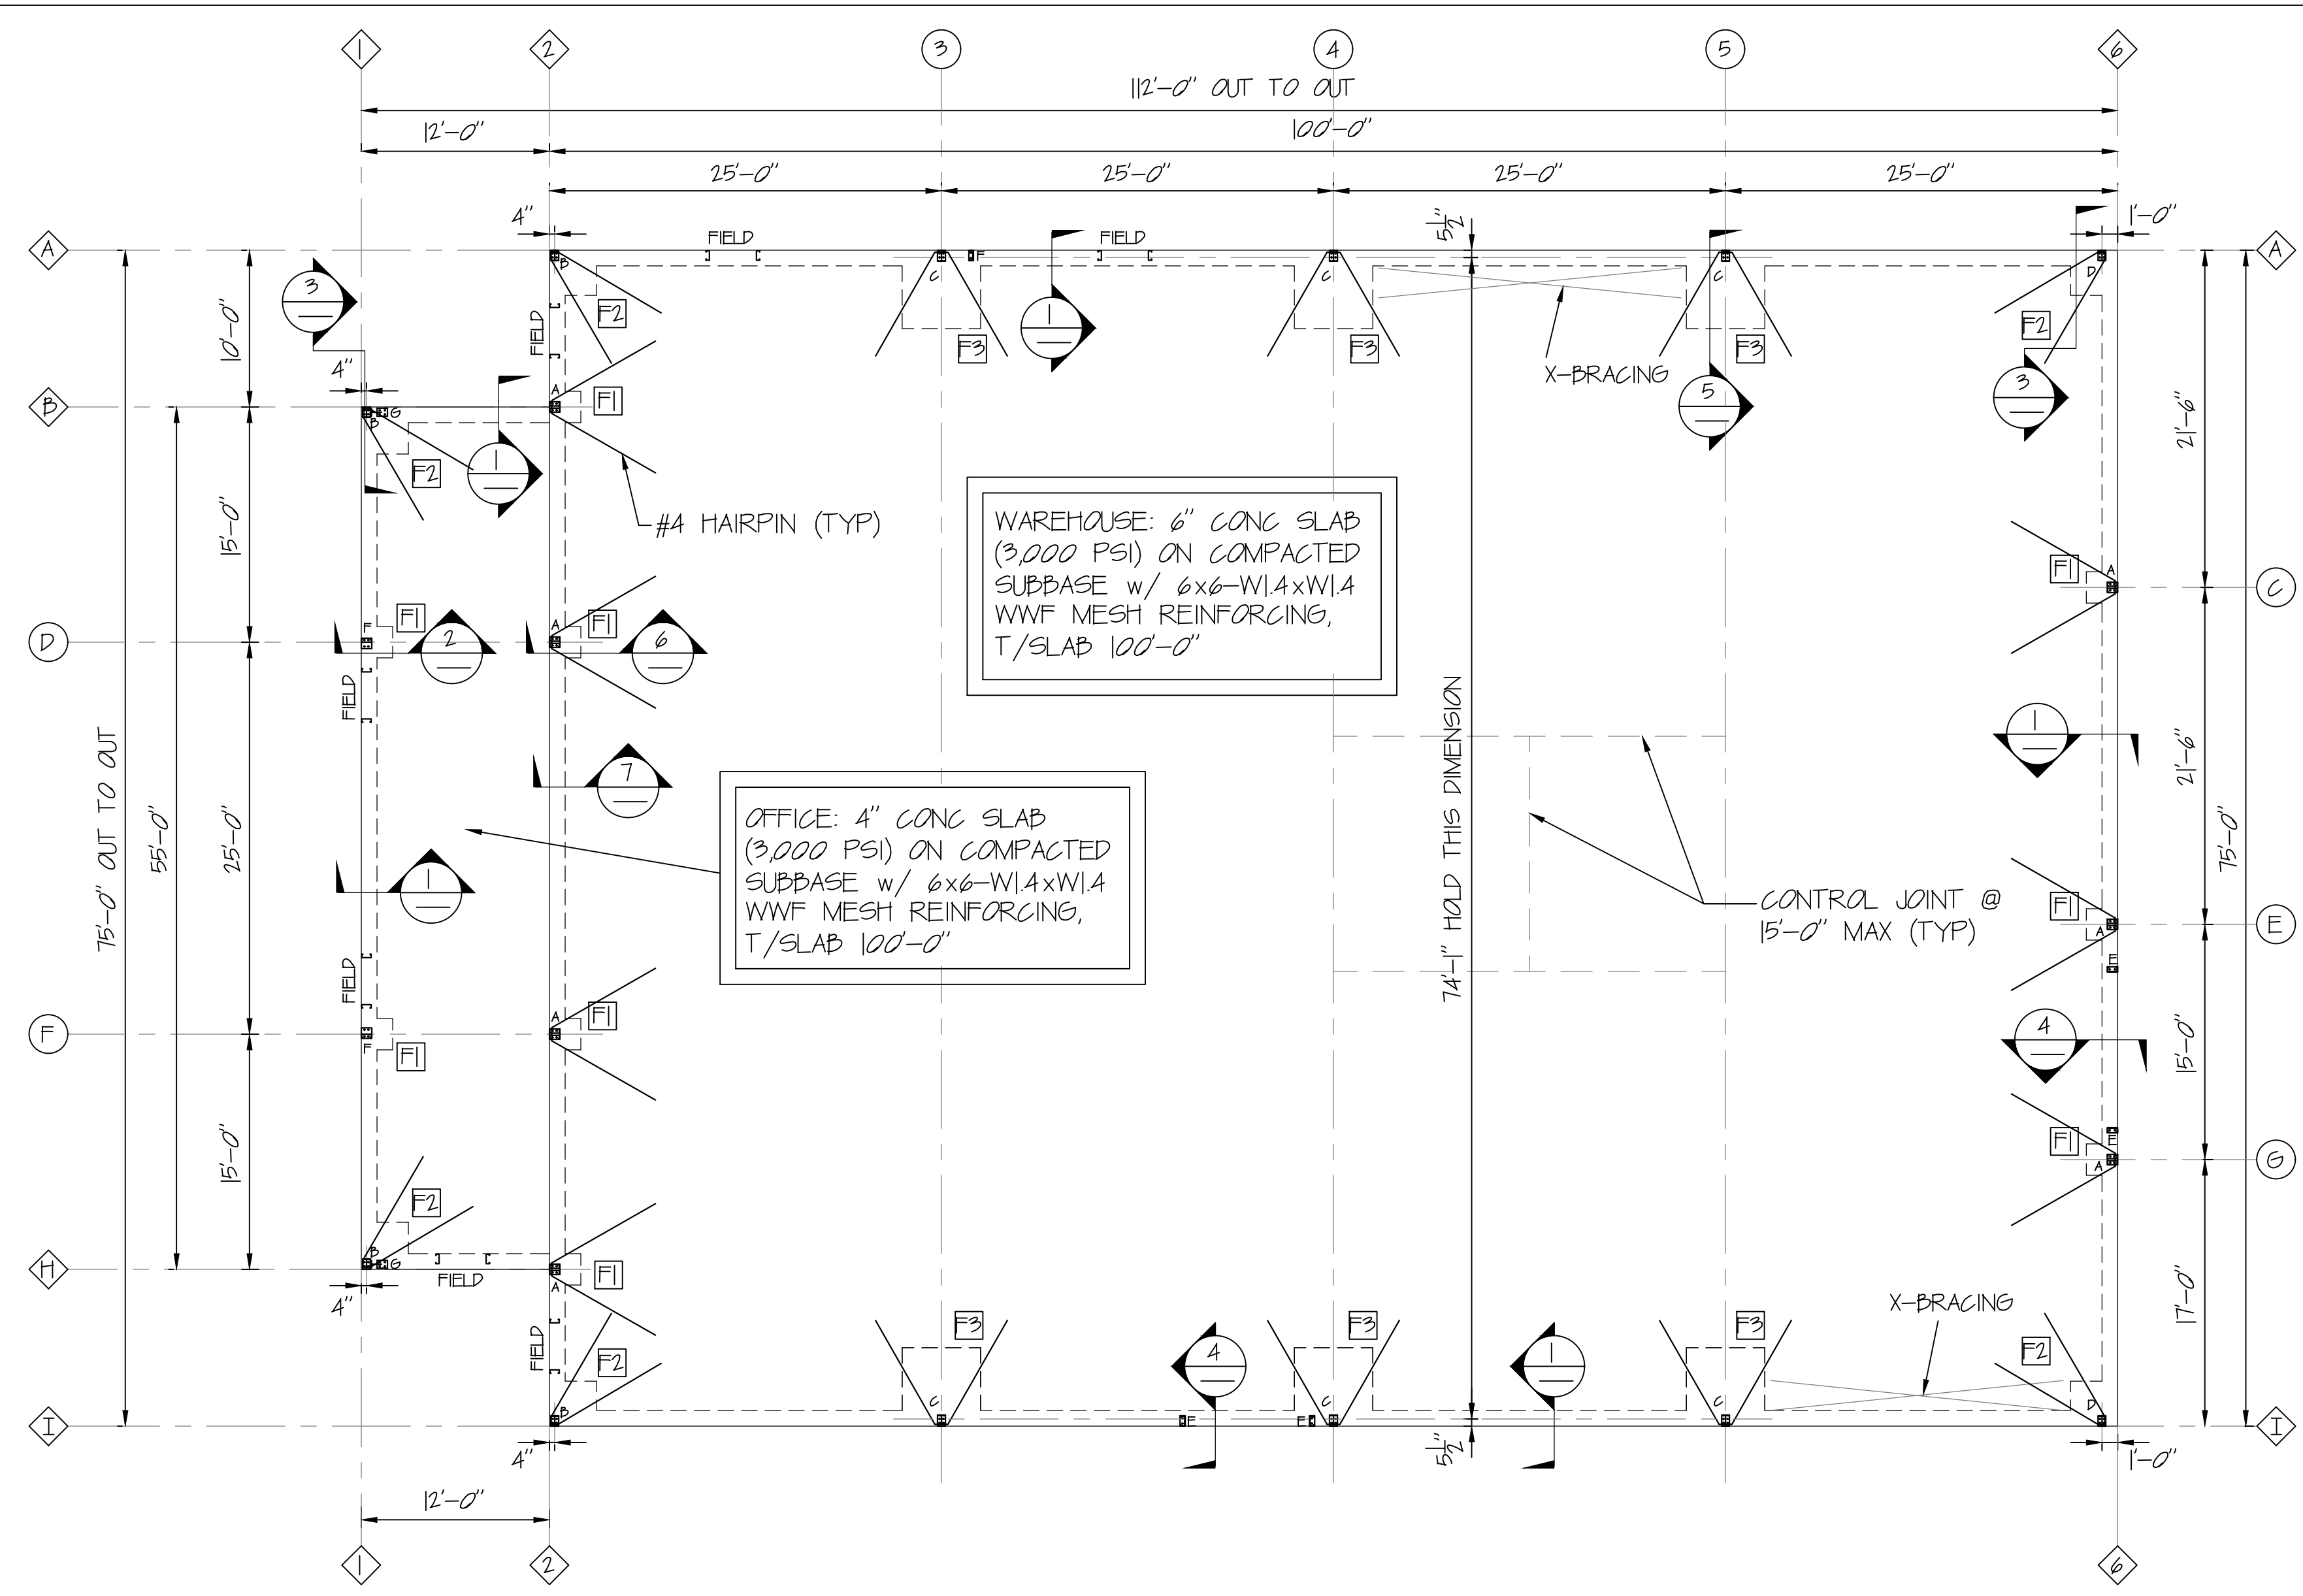 1 2 3 4 5 6
112'-0" OUT TO OUT
12'-0" 100'-0"
25'-0" 25'-0" 25'-0" 25'-0"
4" 5 1/2" 1'-0"
FIELD FIELD
A A
B C C C D
F
3 10'-0" FIELD F2 1 F2
F3 F3 F3
4" X-BRACING
A F1 5 3
B 21'-6"
G
B
F2 1
#4 HAIRPIN (TYP)
15'-0"
WAREHOUSE: 6" CONC SLAB
(3,000 PSI) ON COMPACTED
SUBBASE w/ 6x6-W1.4xW1.4
WWF MESH REINFORCING,
T/SLAB 100'-0"
F1 A C
F F1 A F1
D 2 6
FIELD
1
74'-1" HOLD THIS DIMENSION
7
75'-0" OUT TO OUT
55'-0"
25'-0"
21'-6"
75'-0"
OFFICE: 4" CONC SLAB
(3,000 PSI) ON COMPACTED
SUBBASE w/ 6x6-W1.4xW1.4
WWF MESH REINFORCING,
T/SLAB 100'-0"
1
CONTROL JOINT @
15'-0" MAX (TYP)
F1 A E
FIELD
E
F F F1 A F1
4
15'-0"
15'-0"
F1 E A G
F2
B G
H FIELD A F1
4"
17'-0"
X-BRACING
F3 F3 F3
FIELD F2 4 1 F2
B C C C D
E E
I I
4" 5 1/2" 1'-0"
12'-0"
1 2 6